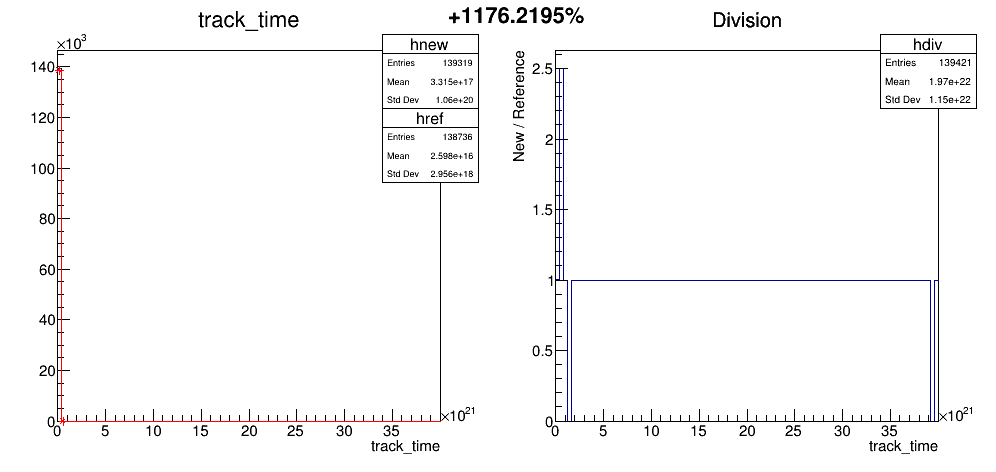 +1176.2195%
track_time
×10³
140
120
100
80
60
40
20
0
0 5 10 15 20 25 30 35
×10²¹
track_time
hnew
Entries 139319
Mean 3.315e+17
Std Dev 1.06e+20
href
Entries 138736
Mean 2.598e+16
Std Dev 2.956e+18
Division
New / Reference
2.5
2
1.5
1
0.5
0
0 5 10 15 20 25 30 35
×10²¹
track_time
hdiv
Entries 139421
Mean 1.97e+22
Std Dev 1.15e+22